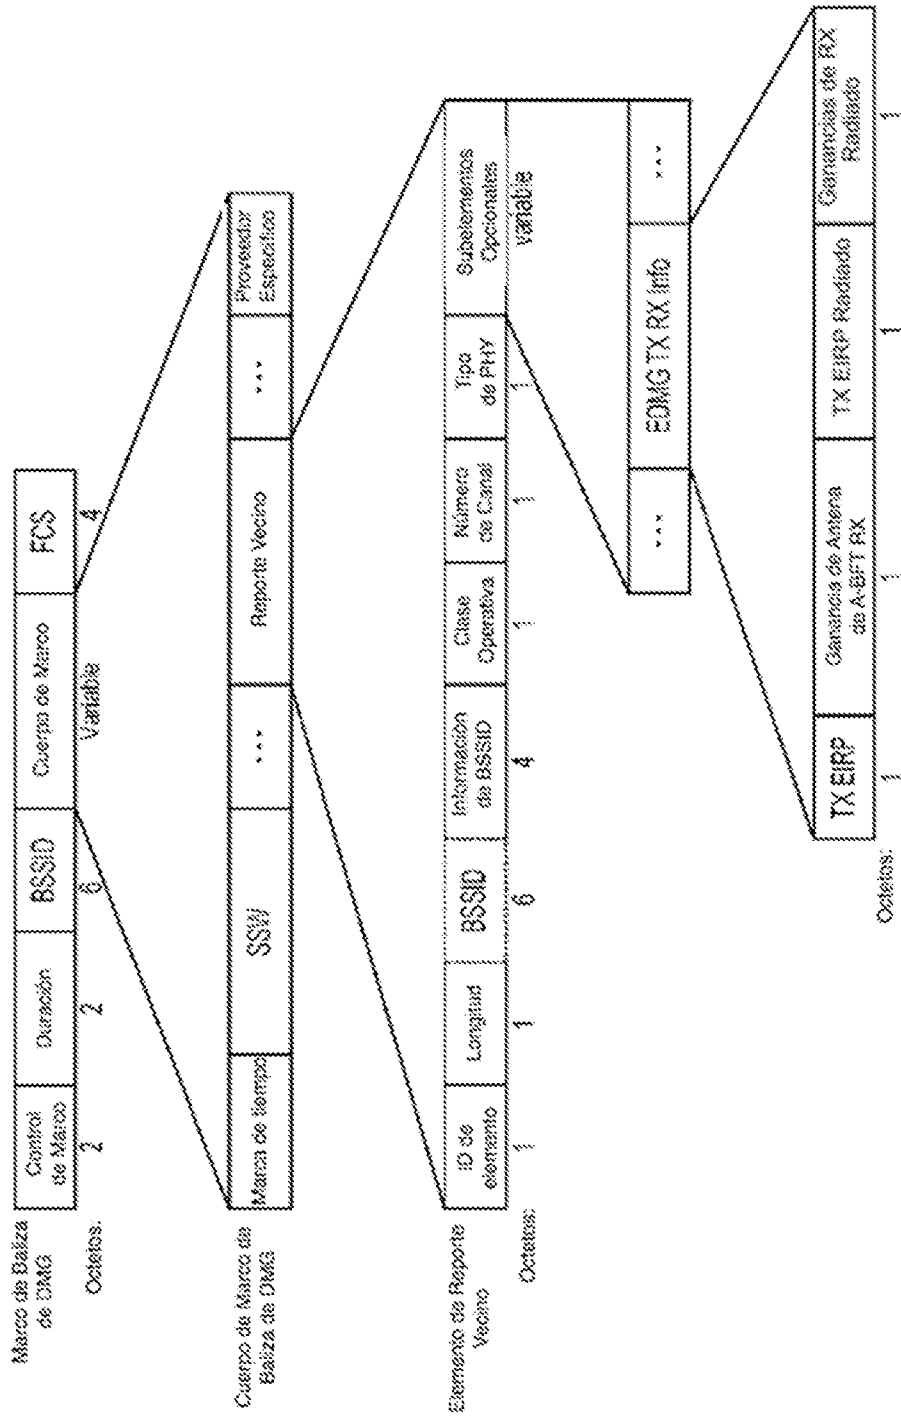 Marco de Baliza
de DMG
Control
de Marco
Duración
BSSID
Cuerpo de Marco
FCS
Octetos:
2
2
6
Variable
4
Cuerpo de Marco de
Baliza de DMG
Marca de tiempo
SSW
...
Reporte Vecino
...
Proveedor
Específico
Elemento de Reporte
Vecino
ID de
elemento
Longitud
BSSID
Información
de BSSID
Clase
Operativa
Número
de Canal
Tipo
de PHY
Subelementos
Opcionales
Octetos:
1
1
6
4
1
1
1
Variable
...
EDMG TX RX Info
...
TX EIRP
Ganancia de Antena
de A-BFT RX
TX EIRP Radiado
Ganancias de RX
Radiado
Octetos:
1
1
1
1